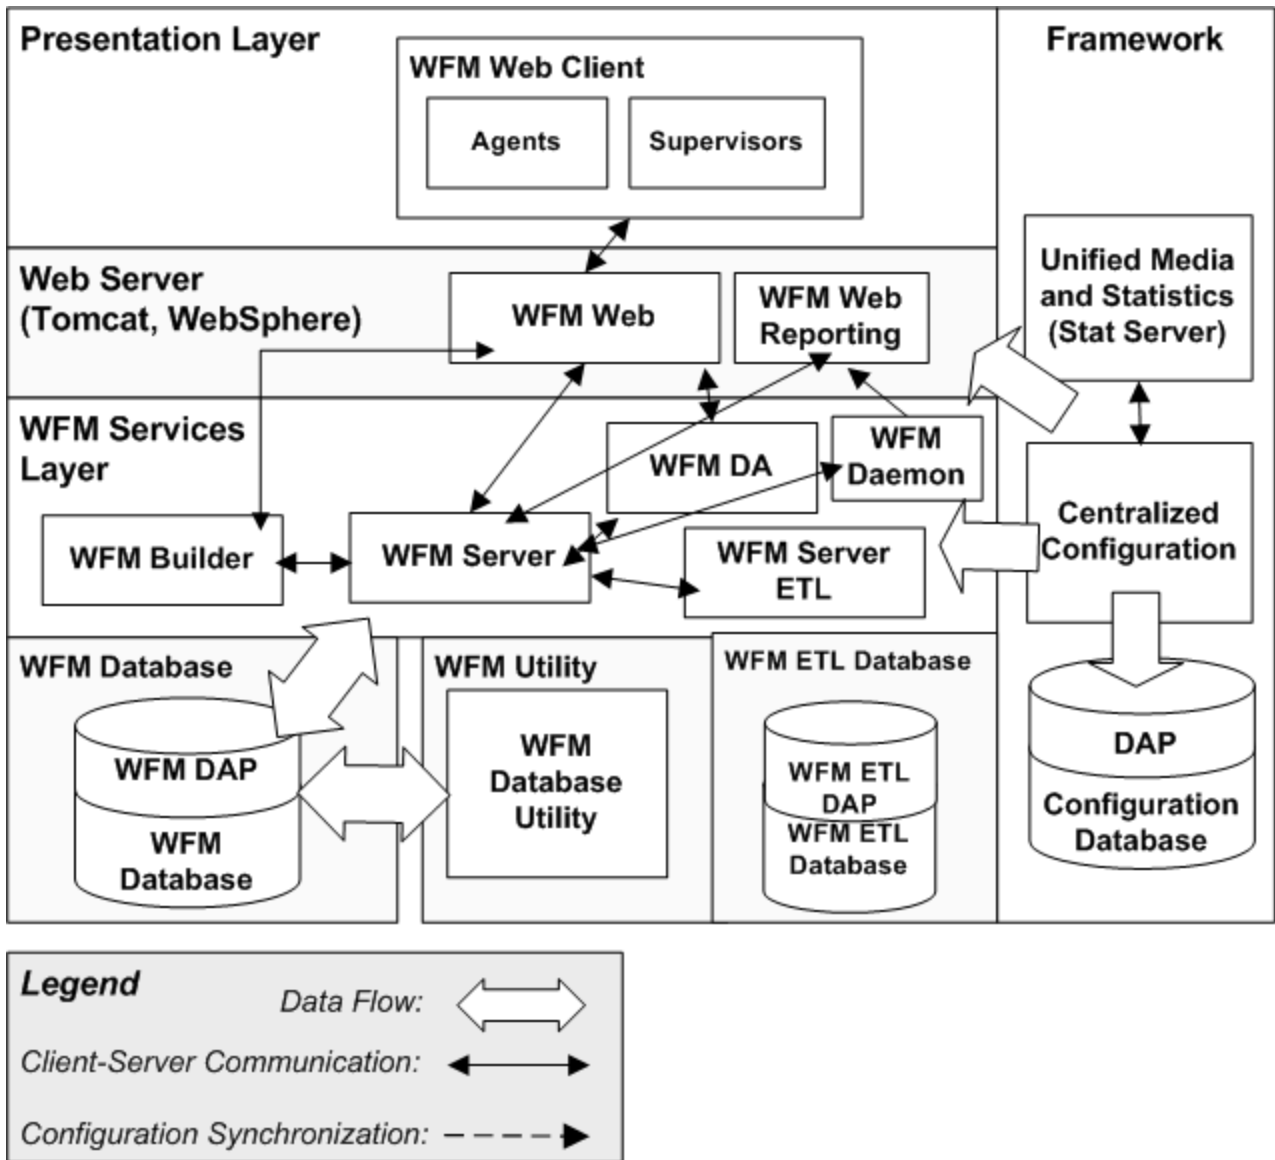 Presentation Layer
WFM Web Client
Agents
Supervisors
Framework
Web Server
(Tomcat, WebSphere)
WFM Web
WFM Web
Reporting
Unified Media
and Statistics
(Stat Server)
WFM Services
Layer
WFM DA
WFM
Daemon
WFM Builder
WFM Server
WFM Server
ETL
Centralized
Configuration
WFM Database
WFM DAP
WFM
Database
WFM Utility
WFM
Database
Utility
WFM ETL Database
WFM ETL
DAP
WFM ETL
Database
DAP
Configuration
Database
Legend
Data Flow:
Client-Server Communication:
Configuration Synchronization: